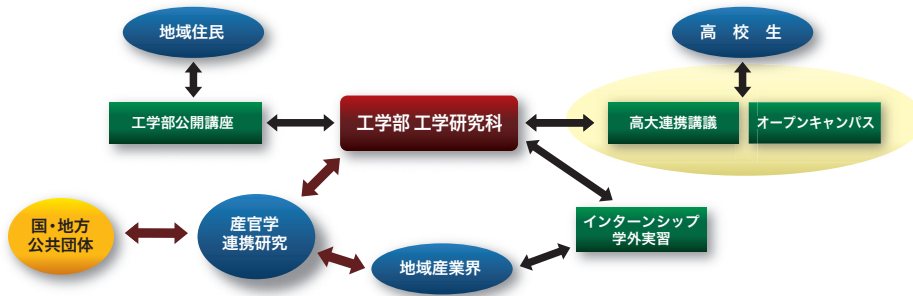 地域住民
高 校 生
工学部公開講座
工学部 工学研究科
高大連携講議
オープンキャンパス
国・地方
公共団体
産官学
連携研究
インターンシップ
学外実習
地域産業界